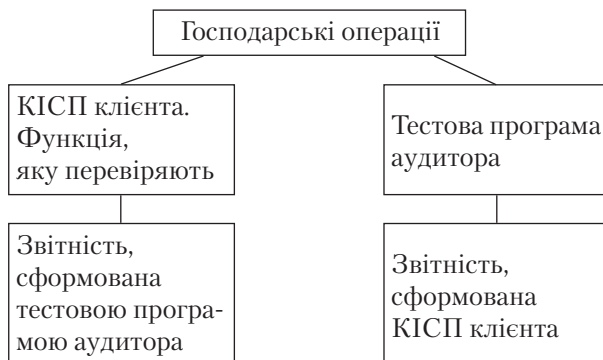 Господарські операції
КІСП клієнта.
Функція,
яку перевіряють
Тестова програма
аудитора
Звітність,
сформована
тестовою програ-
мою аудитора
Звітність,
сформована
КІСП клієнта